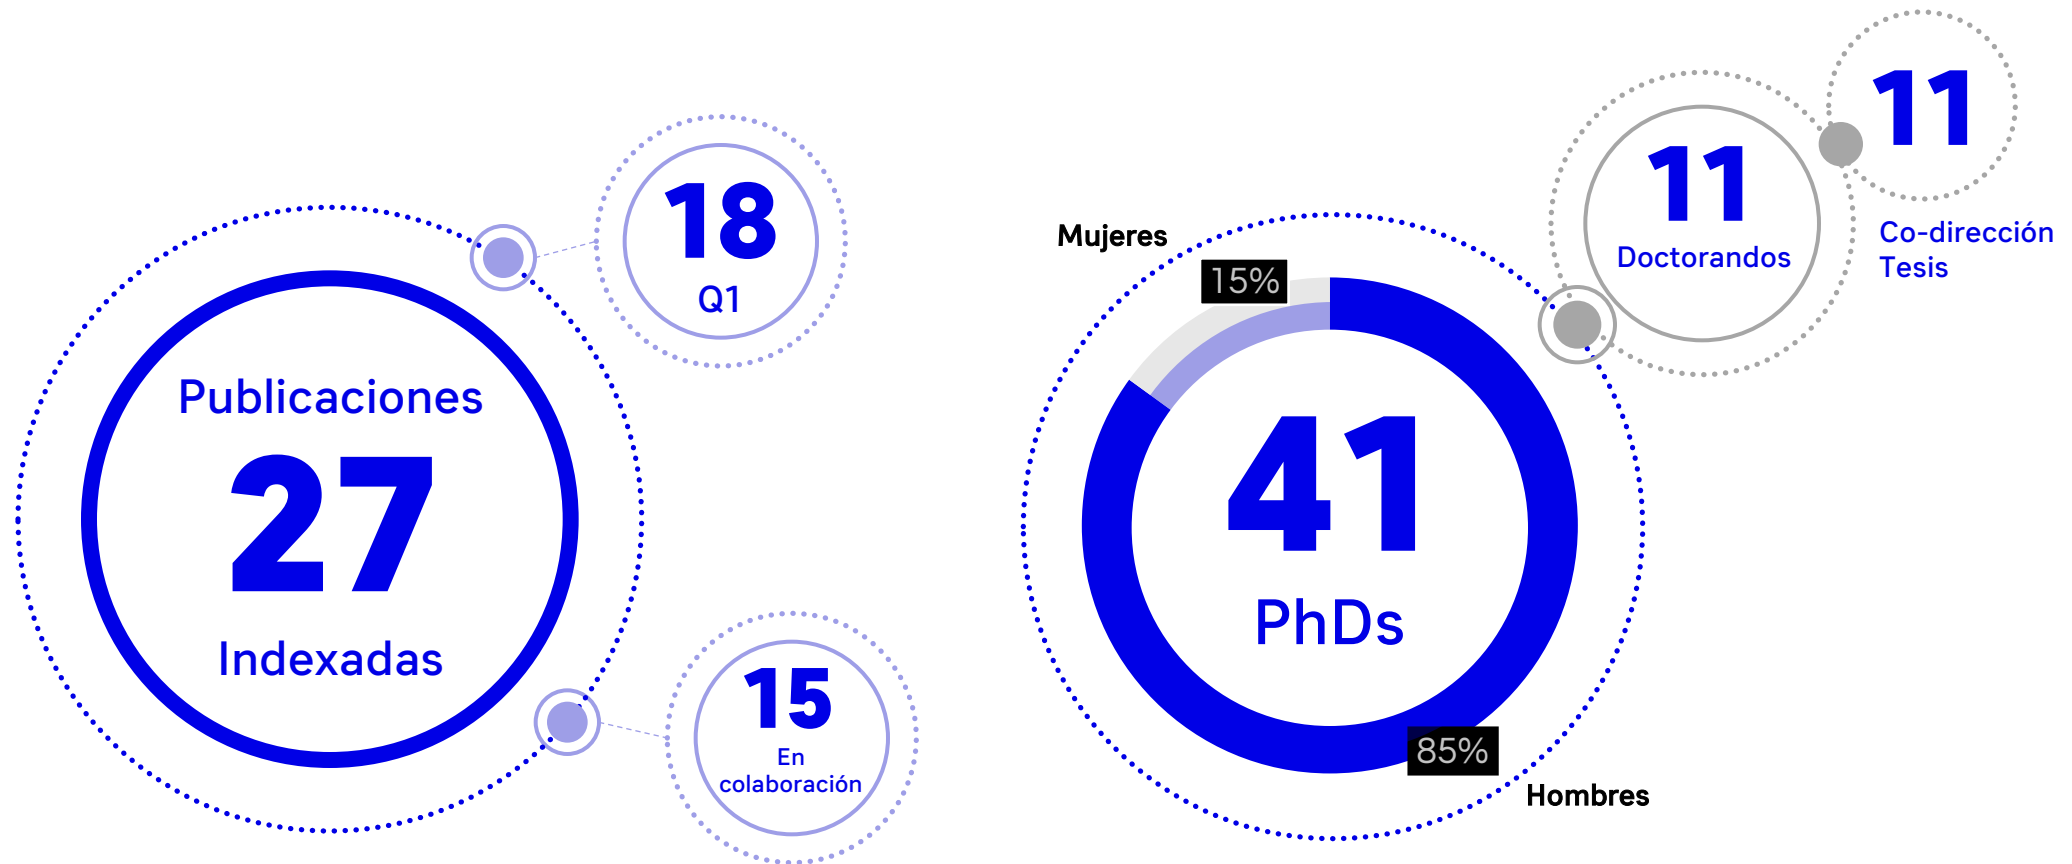 Publicaciones
27
Indexadas
18
Q1
15
En
colaboración
Mujeres
15%
41
PhDs
85%
Hombres
11
Doctorandos
11
Co-dirección
Tesis